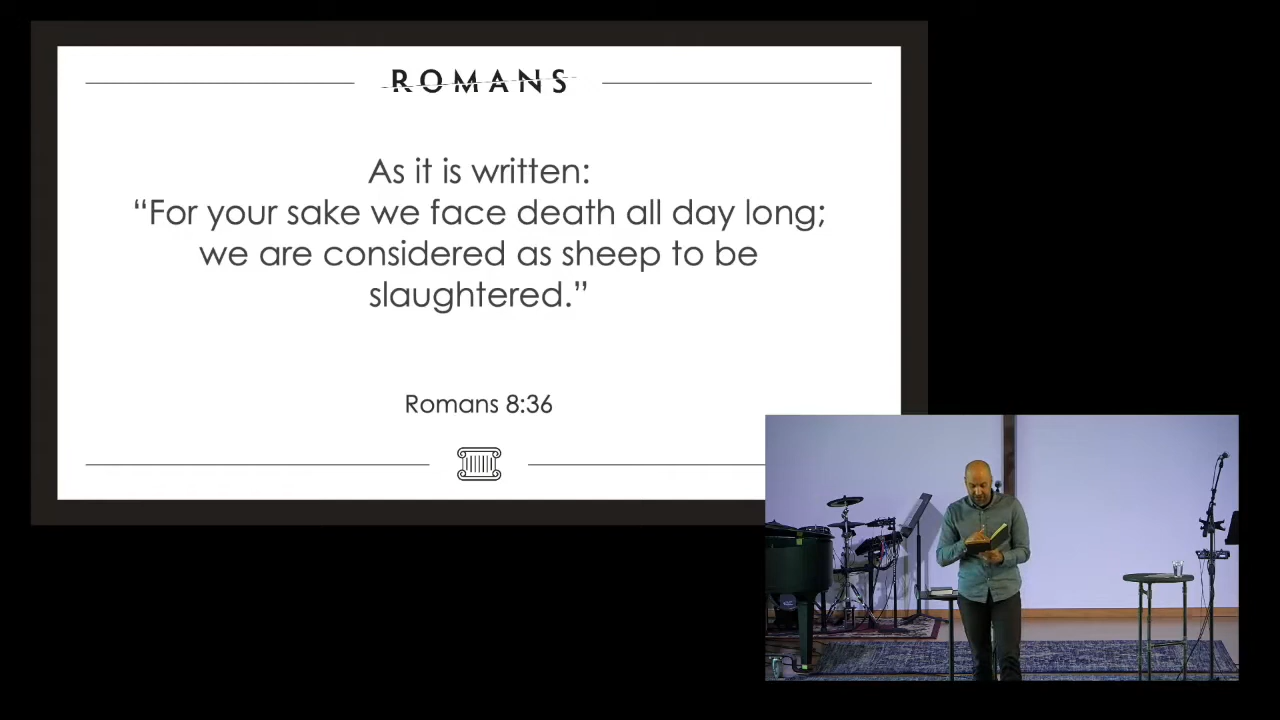 ROMANS
As it is written:
“For your sake we face death all day long;
we are considered as sheep to be
slaughtered.”
Romans 8:36